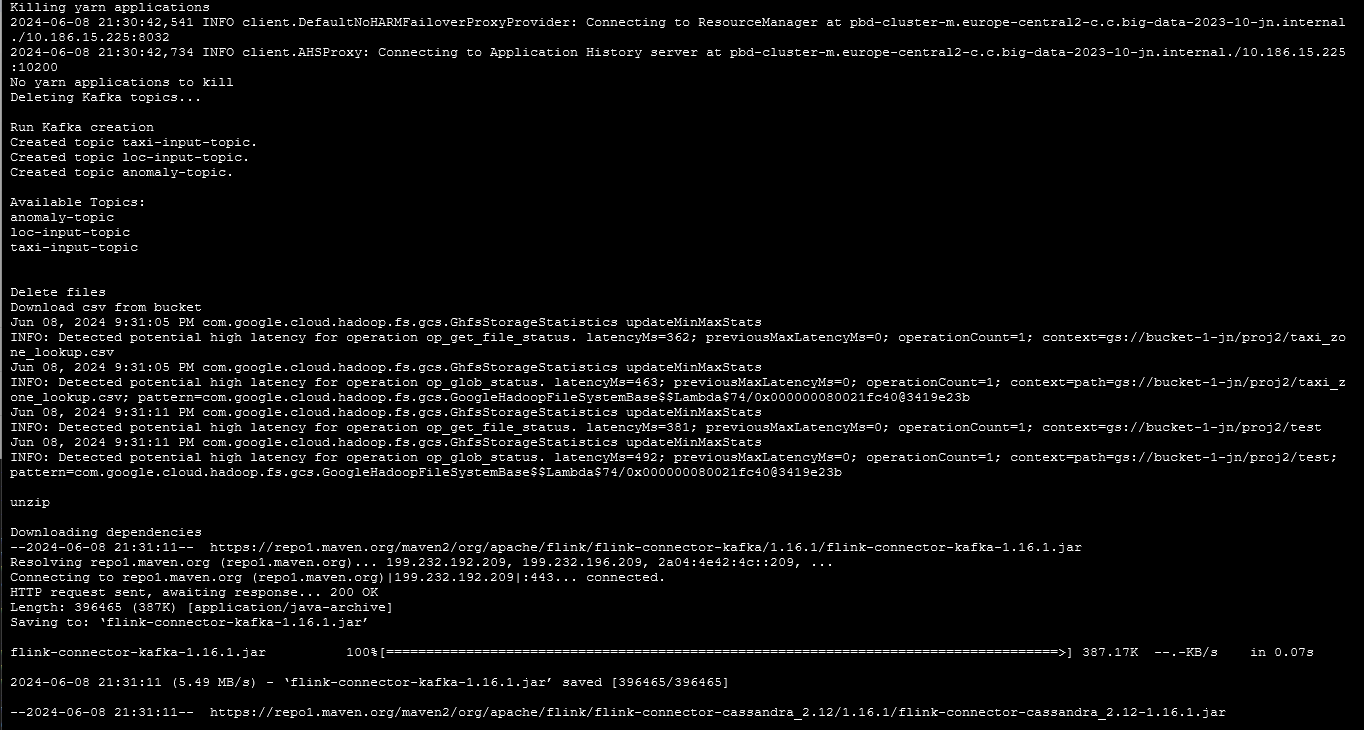 Killing yarn applications
2024-06-08 21:30:42,541 INFO client.DefaultNoHARMFailoverProxyProvider: Connecting to ResourceManager at pbd-cluster-m.europe-central2-c.c.big-data-2023-10-jn.internal
./10.186.15.225:8032
2024-06-08 21:30:42,734 INFO client.AHSProxy: Connecting to Application History server at pbd-cluster-m.europe-central2-c.c.big-data-2023-10-jn.internal./10.186.15.225
:10200
No yarn applications to kill
Deleting Kafka topics...
Run Kafka creation
Created topic taxi-input-topic.
Created topic loc-input-topic.
Created topic anomaly-topic.
Available Topics:
anomaly-topic
loc-input-topic
taxi-input-topic
Delete files
Download csv from bucket
Jun 08, 2024 9:31:05 PM com.google.cloud.hadoop.fs.gcs.GhfsStorageStatistics updateMinMaxStats
INFO: Detected potential high latency for operation op_get_file_status. latencyMs=362; previousMaxLatencyMs=0; operationCount=1; context=gs://bucket-1-jn/proj2/taxi_zo
ne_lookup.csv
Jun 08, 2024 9:31:05 PM com.google.cloud.hadoop.fs.gcs.GhfsStorageStatistics updateMinMaxStats
INFO: Detected potential high latency for operation op_glob_status. latencyMs=463; previousMaxLatencyMs=0; operationCount=1; context=path=gs://bucket-1-jn/proj2/taxi_z
one_lookup.csv; pattern=com.google.cloud.hadoop.fs.gcs.GoogleHadoopFileSystemBase$$Lambda$74/0x000000080021fc40@3419e23b
Jun 08, 2024 9:31:11 PM com.google.cloud.hadoop.fs.gcs.GhfsStorageStatistics updateMinMaxStats
INFO: Detected potential high latency for operation op_get_file_status. latencyMs=381; previousMaxLatencyMs=0; operationCount=1; context=gs://bucket-1-jn/proj2/test
Jun 08, 2024 9:31:11 PM com.google.cloud.hadoop.fs.gcs.GhfsStorageStatistics updateMinMaxStats
INFO: Detected potential high latency for operation op_glob_status. latencyMs=492; previousMaxLatencyMs=0; operationCount=1; context=path=gs://bucket-1-jn/proj2/test;
pattern=com.google.cloud.hadoop.fs.gcs.GoogleHadoopFileSystemBase$$Lambda$74/0x000000080021fc40@3419e23b
unzip
Downloading dependencies
--2024-06-08 21:31:11--  https://repo1.maven.org/maven2/org/apache/flink/flink-connector-kafka/1.16.1/flink-connector-kafka-1.16.1.jar
Resolving repo1.maven.org (repo1.maven.org)... 199.232.192.209, 199.232.196.209, 2a04:4e42:4c::209, ...
Connecting to repo1.maven.org (repo1.maven.org)|199.232.192.209|:443... connected.
HTTP request sent, awaiting response... 200 OK
Length: 396465 (387K) [application/java-archive]
Saving to: ‘flink-connector-kafka-1.16.1.jar’
flink-connector-kafka-1.16.1.jar          100%[====================================================================================>] 387.17K  --.-KB/s    in 0.07s
2024-06-08 21:31:11 (5.49 MB/s) - ‘flink-connector-kafka-1.16.1.jar’ saved [396465/396465]
--2024-06-08 21:31:11--  https://repo1.maven.org/maven2/org/apache/flink/flink-connector-cassandra_2.12/1.16.1/flink-connector-cassandra_2.12-1.16.1.jar